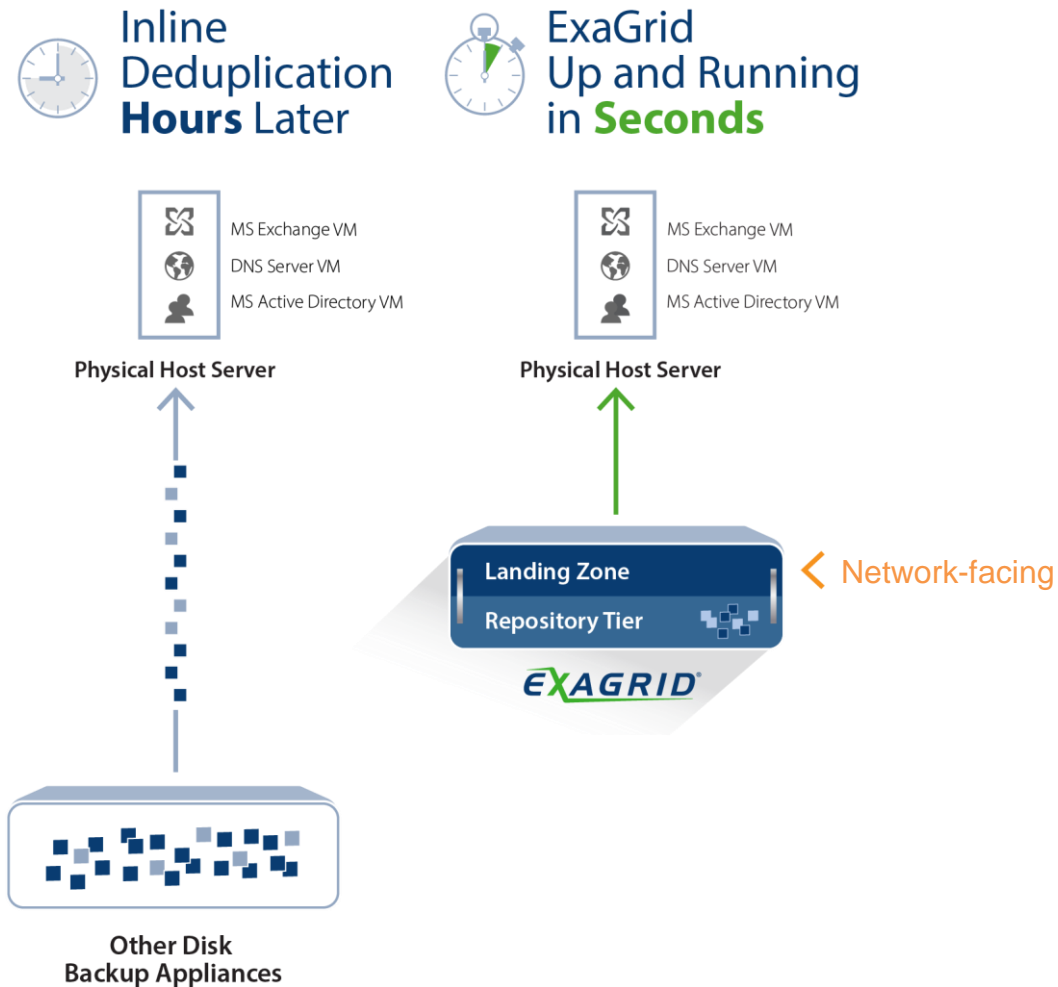 Inline
Deduplication
Hours Later
ExaGrid
Up and Running
in Seconds
MS Exchange VM
DNS Server VM
MS Active Directory VM
Physical Host Server
MS Exchange VM
DNS Server VM
MS Active Directory VM
Physical Host Server
Landing Zone
Repository Tier
Network-facing
EXAGRID®
Other Disk
Backup Appliances